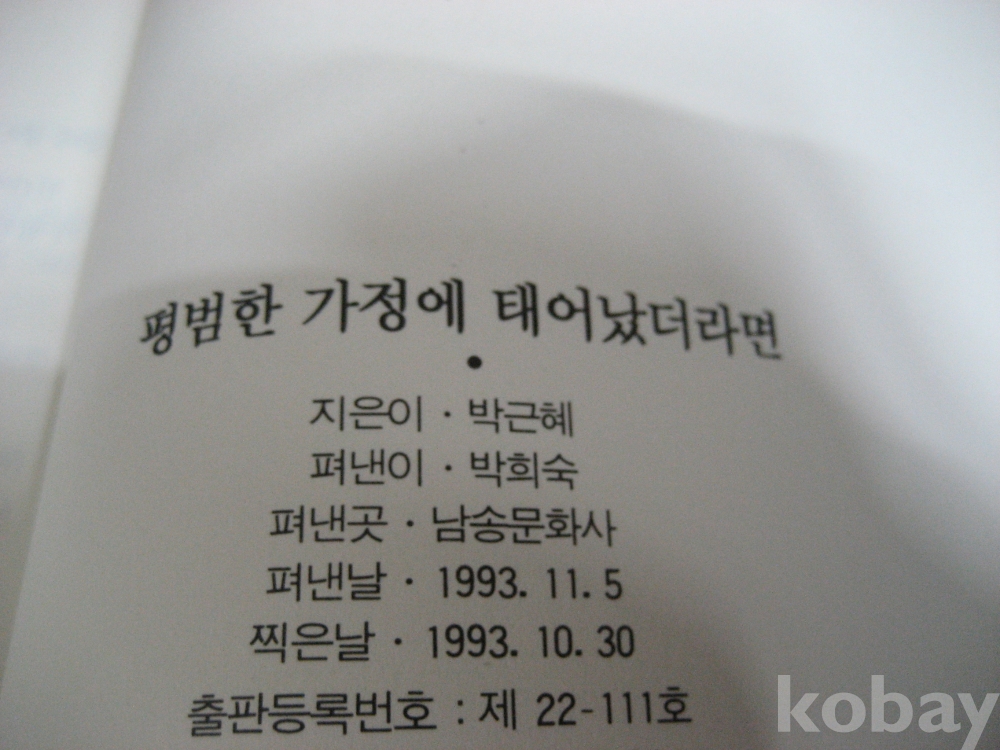 평범한 가정에 태어났더라면
•
지은이 · 박근혜
펴낸이 · 박희숙
펴낸곳 · 남송문화사
펴낸날 · 1993. 11. 5
찍은날 · 1993. 10. 30
출판등록번호 : 제 22-111호
kobay